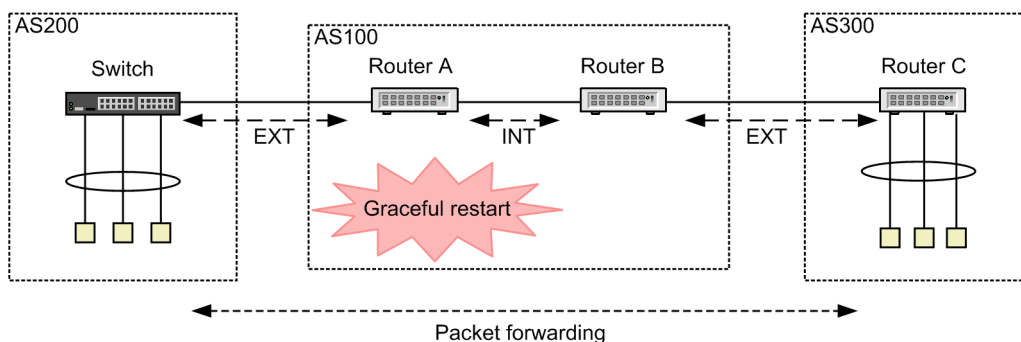 AS200
AS100
AS300
Switch
Router A
Router B
Router C
EXT
INT
EXT
Graceful restart
Packet forwarding